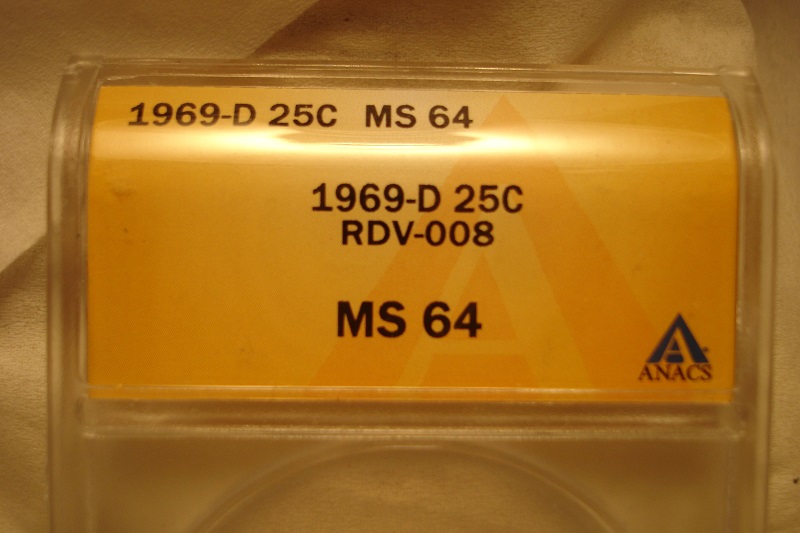 1969-D 25C MS 64
1969-D 25C
RDV-008
MS 64
ANACS